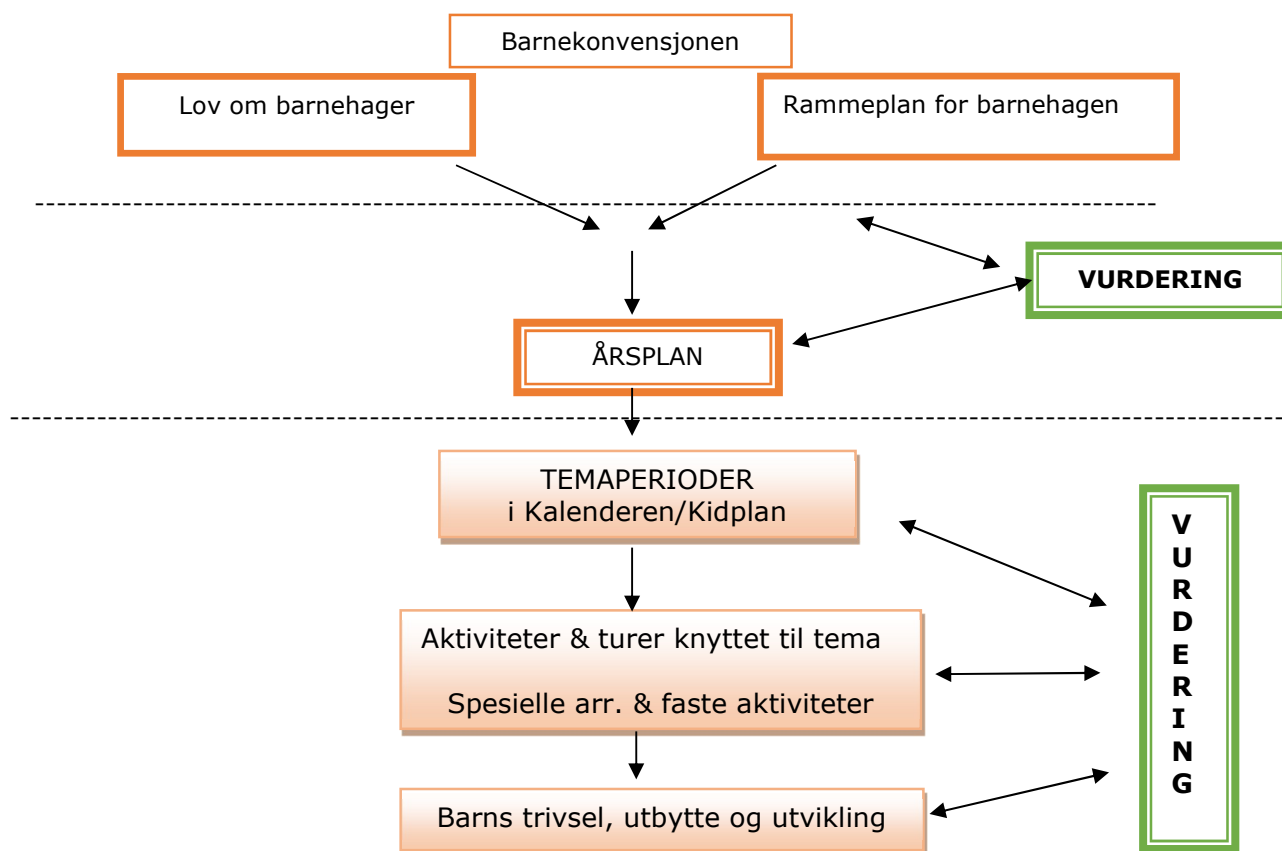 Barnekonvensjonen
Lov om barnehager
Rammeplan for barnehagen
VURDERING
ÅRSPLAN
TEMAPERIODER
i Kalenderen/Kidplan
Aktiviteter & turer knyttet til tema
Spesielle arr. & faste aktiviteter
Barns trivsel, utbytte og utvikling
V
U
R
D
E
R
I
N
G